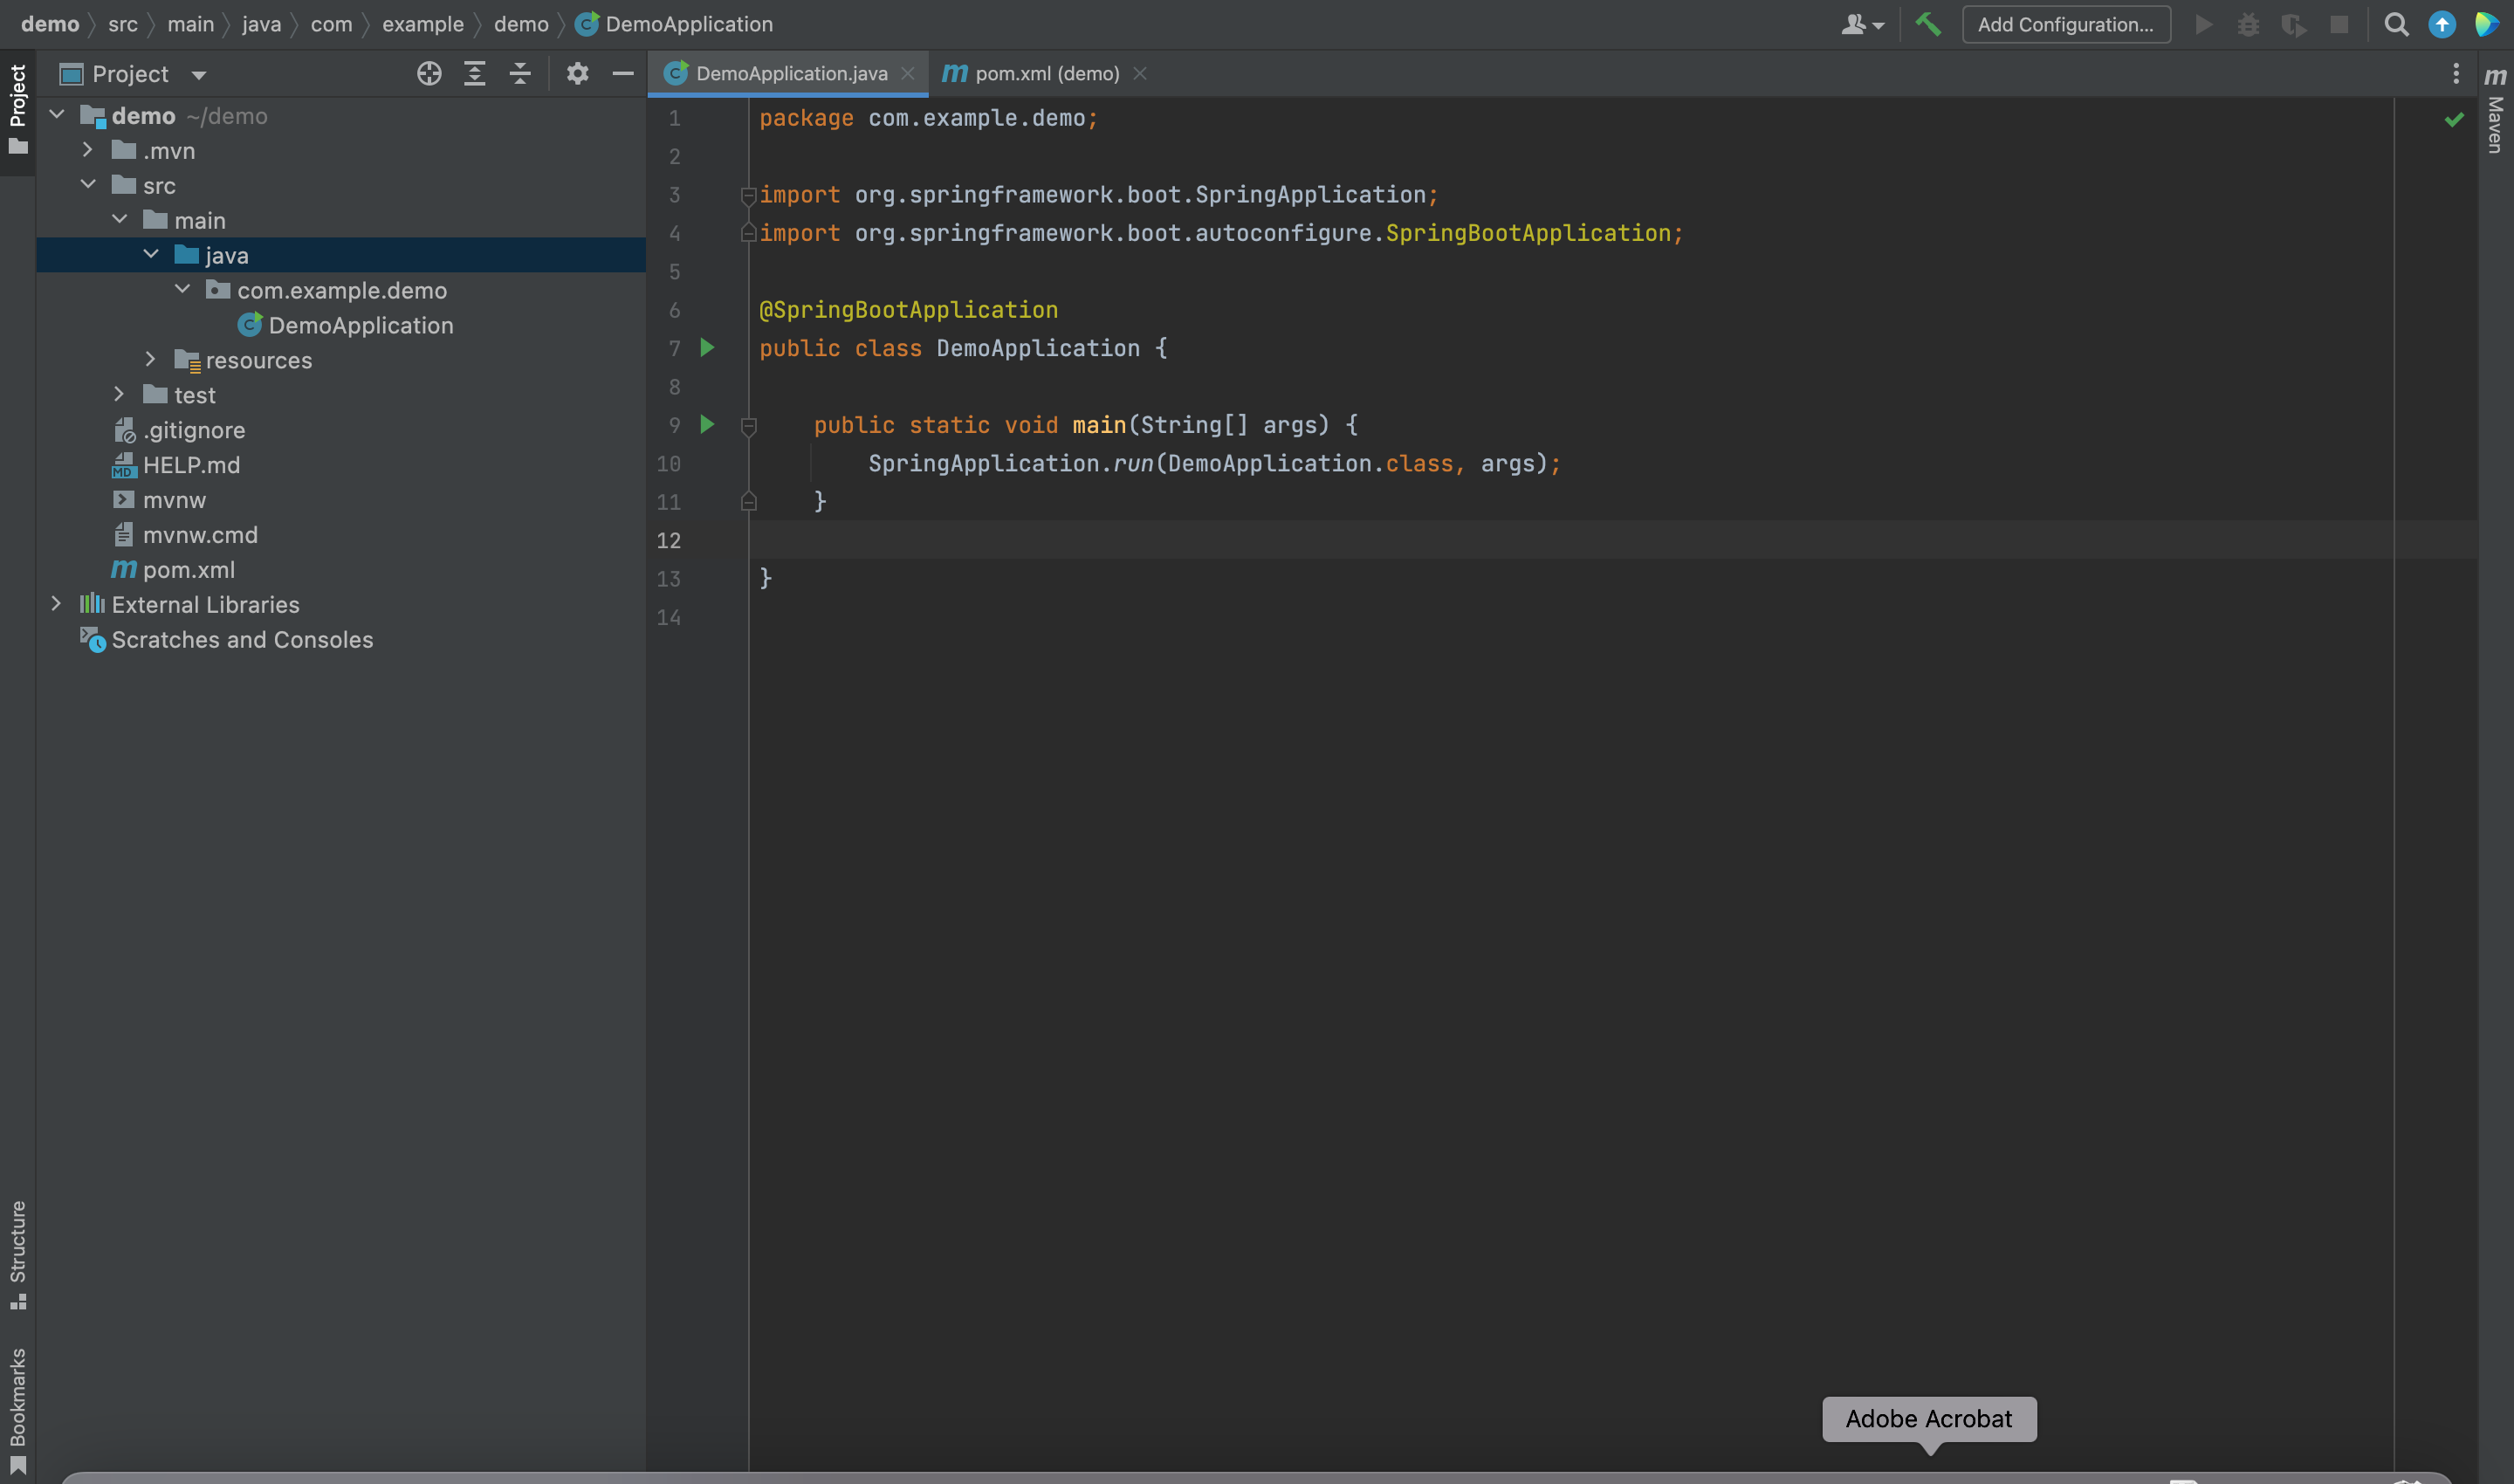 demo src main java com example demo DemoApplication
Add Configuration...
Project
Project
Structure
Bookmarks
demo ~/demo
.mvn
src
main
java
com.example.demo
DemoApplication
resources
test
.gitignore
HELP.md
mvnw
mvnw.cmd
pom.xml
External Libraries
Scratches and Consoles
DemoApplication.java
m pom.xml (demo)
1 package com.example.demo;
2
3 import org.springframework.boot.SpringApplication;
4 import org.springframework.boot.autoconfigure.SpringBootApplication;
5
6 @SpringBootApplication
7 public class DemoApplication {
8
9 public static void main(String[] args) {
10 SpringApplication.run(DemoApplication.class, args);
11 }
12
13 }
14
m Maven
Adobe Acrobat